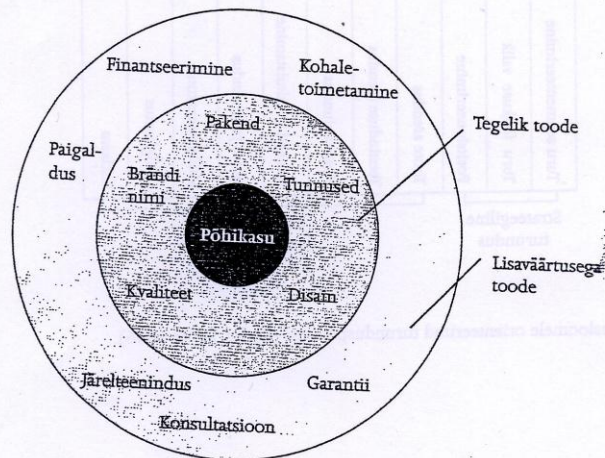 Finantseerimine
Kohale-
toimetamine
Pakend
Tegelik toode
Paigal-
dus
Brändi
nimi
Tunnused
Põhikasu
Lisaväärtusega
toode
Kvaliteet
Disain
Järelteenindus
Garantii
Konsultatsioon